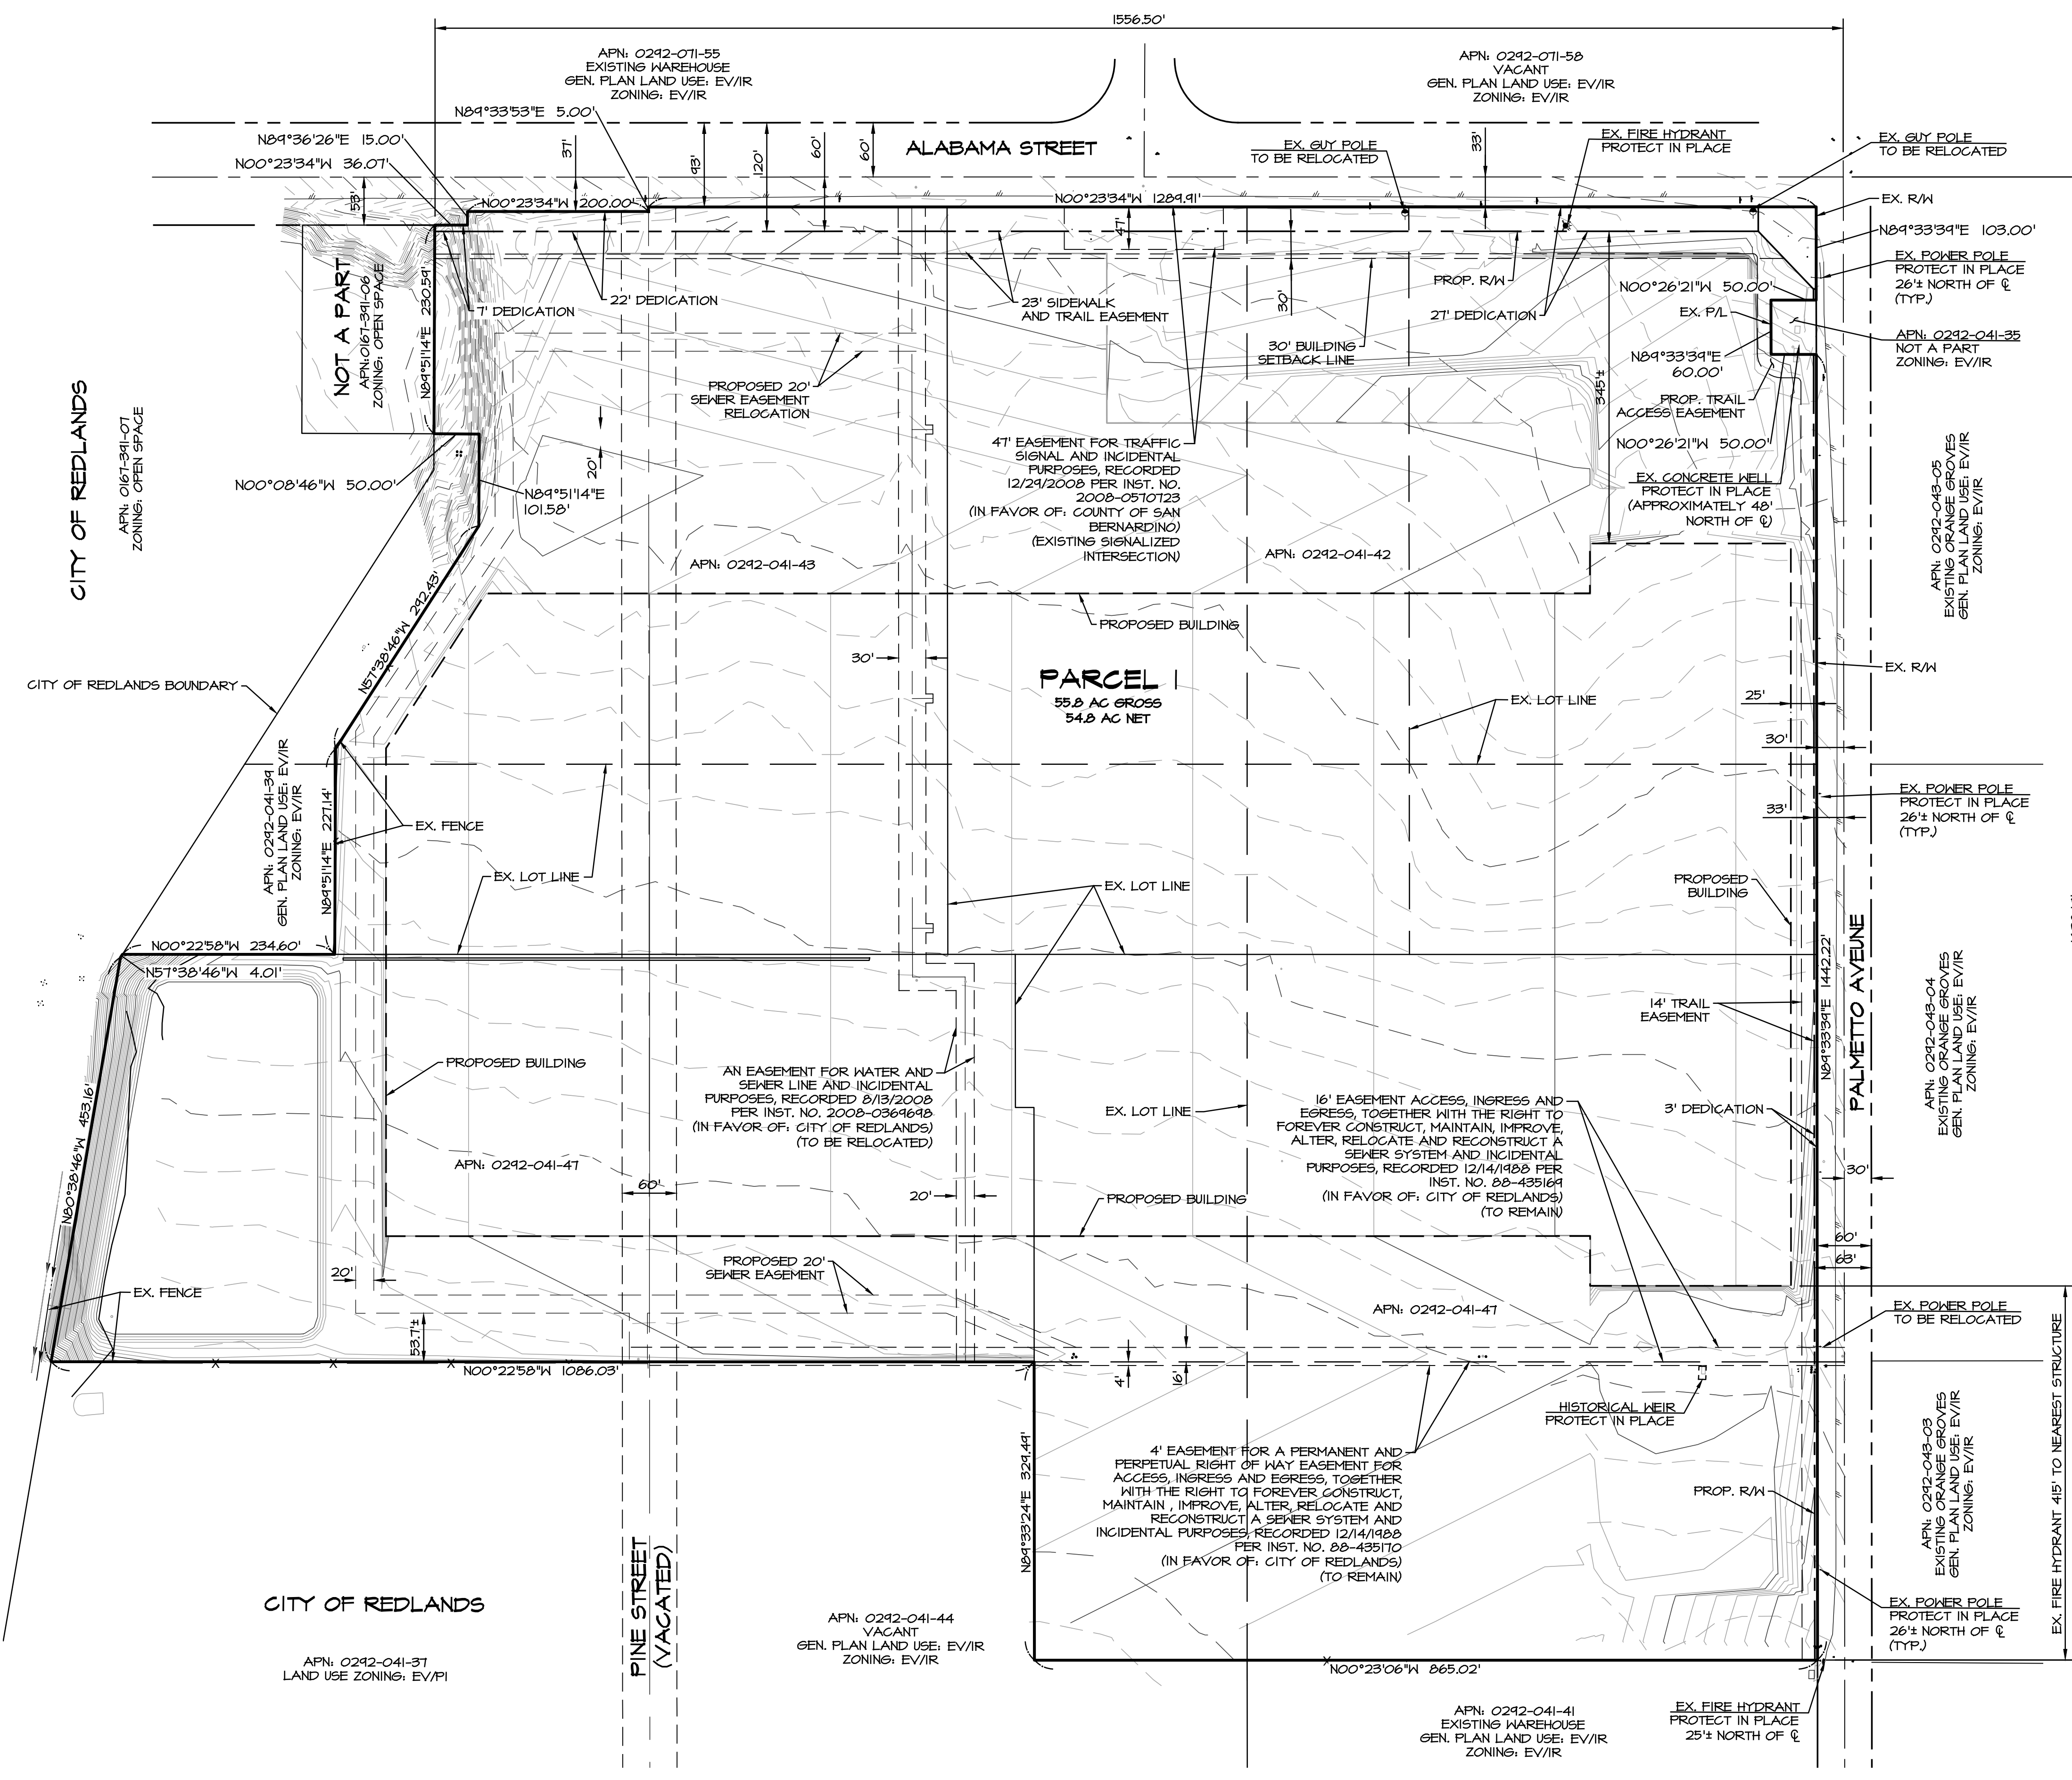 1556.50'
APN: 0292-071-55
EXISTING WAREHOUSE
GEN. PLAN LAND USE: EV/IR
ZONING: EV/IR
APN: 0292-071-58
VACANT
GEN. PLAN LAND USE: EV/IR
ZONING: EV/IR
N89°33'53"E 5.00'
N89°36'26"E 15.00'
N00°23'34"W 36.07'
53'
37'
93'
120'
60'
60'
ALABAMA STREET
EX. GUY POLE
TO BE RELOCATED
33'
EX. FIRE HYDRANT
PROTECT IN PLACE
EX. GUY POLE
TO BE RELOCATED
N00°23'34"W 200.00'
N00°23'34"W 1289.91'
47'
EX. R/W
N89°33'39"E 103.00'
EX. POWER POLE
PROTECT IN PLACE
26'± NORTH OF ℄
(TYP.)
NOT A PART
APN:0167-391-06
ZONING: OPEN SPACE
N89°51'14"E 230.59'
7' DEDICATION
22' DEDICATION
23' SIDEWALK
AND TRAIL EASEMENT
30'
PROP. R/W
27' DEDICATION
N00°26'21"W 50.00'
EX. P/L
APN: 0292-041-35
NOT A PART
ZONING: EV/IR
30' BUILDING
SETBACK LINE
N89°33'39"E
60.00'
345'±
PROP. TRAIL
ACCESS EASEMENT
N00°26'21"W 50.00'
EX. CONCRETE WELL
PROTECT IN PLACE
(APPROXIMATELY 48'
NORTH OF ℄)
CITY OF REDLANDS
APN: 0167-391-07
ZONING: OPEN SPACE
PROPOSED 20'
SEWER EASEMENT
RELOCATION
20'
47' EASEMENT FOR TRAFFIC
SIGNAL AND INCIDENTAL
PURPOSES, RECORDED
12/29/2008 PER INST. NO.
2008-0570723
(IN FAVOR OF: COUNTY OF SAN
BERNARDINO)
(EXISTING SIGNALIZED
INTERSECTION)
APN: 0292-043-05
EXISTING ORANGE GROVES
GEN. PLAN LAND USE: EV/IR
ZONING: EV/IR
N00°08'46"W 50.00'
N89°51'14"E
101.58'
APN: 0292-041-43
APN: 0292-041-42
N57°38'46"W 292.43'
PROPOSED BUILDING
30'
CITY OF REDLANDS BOUNDARY
PARCEL 1
55.8 AC GROSS
54.8 AC NET
EX. LOT LINE
EX. R/W
25'
30'
33'
EX. POWER POLE
PROTECT IN PLACE
26'± NORTH OF ℄
(TYP.)
APN: 0292-041-39
GEN. PLAN LAND USE: EV/IR
ZONING: EV/IR
N89°51'14"E 227.14'
EX. FENCE
EX. LOT LINE
EX. LOT LINE
PROPOSED
BUILDING
N00°22'58"W 234.60'
N57°38'46"W 4.01'
N89°33'39"E 1442.22'
PALMETTO AVEUNE
14' TRAIL
EASEMENT
APN: 0292-043-04
EXISTING ORANGE GROVES
GEN. PLAN LAND USE: EV/IR
ZONING: EV/IR
PROPOSED BUILDING
AN EASEMENT FOR WATER AND
SEWER LINE AND INCIDENTAL
PURPOSES, RECORDED 8/13/2008
PER INST. NO. 2008-0369698
(IN FAVOR OF: CITY OF REDLANDS)
(TO BE RELOCATED)
EX. LOT LINE
16' EASEMENT ACCESS, INGRESS AND
EGRESS, TOGETHER WITH THE RIGHT TO
FOREVER CONSTRUCT, MAINTAIN, IMPROVE,
ALTER, RELOCATE AND RECONSTRUCT A
SEWER SYSTEM AND INCIDENTAL
PURPOSES, RECORDED 12/14/1988 PER
INST. NO. 88-435169
(IN FAVOR OF: CITY OF REDLANDS)
(TO REMAIN)
3' DEDICATION
30'
N80°38'46"W 453.16'
APN: 0292-041-47
60'
20'
PROPOSED BUILDING
60'
63'
20'
PROPOSED 20'
SEWER EASEMENT
EX. FENCE
53.7'±
APN: 0292-041-47
EX. POWER POLE
TO BE RELOCATED
N00°22'58"W 1086.03'
4'
16'
HISTORICAL WEIR
PROTECT IN PLACE
EX. FIRE HYDRANT 415' TO NEAREST STRUCTURE
APN: 0292-043-03
EXISTING ORANGE GROVES
GEN. PLAN LAND USE: EV/IR
ZONING: EV/IR
N89°33'24"E 329.49'
4' EASEMENT FOR A PERMANENT AND
PERPETUAL RIGHT OF WAY EASEMENT FOR
ACCESS, INGRESS AND EGRESS, TOGETHER
WITH THE RIGHT TO FOREVER CONSTRUCT,
MAINTAIN , IMPROVE, ALTER, RELOCATE AND
RECONSTRUCT A SEWER SYSTEM AND
INCIDENTAL PURPOSES, RECORDED 12/14/1988
PER INST. NO. 88-435170
(IN FAVOR OF: CITY OF REDLANDS)
(TO REMAIN)
PROP. R/W
PINE STREET
(VACATED)
CITY OF REDLANDS
APN: 0292-041-37
LAND USE ZONING: EV/PI
APN: 0292-041-44
VACANT
GEN. PLAN LAND USE: EV/IR
ZONING: EV/IR
EX. POWER POLE
PROTECT IN PLACE
26'± NORTH OF ℄
(TYP.)
N00°23'06"W 865.02'
APN: 0292-041-41
EXISTING WAREHOUSE
GEN. PLAN LAND USE: EV/IR
ZONING: EV/IR
EX. FIRE HYDRANT
PROTECT IN PLACE
25'± NORTH OF ℄